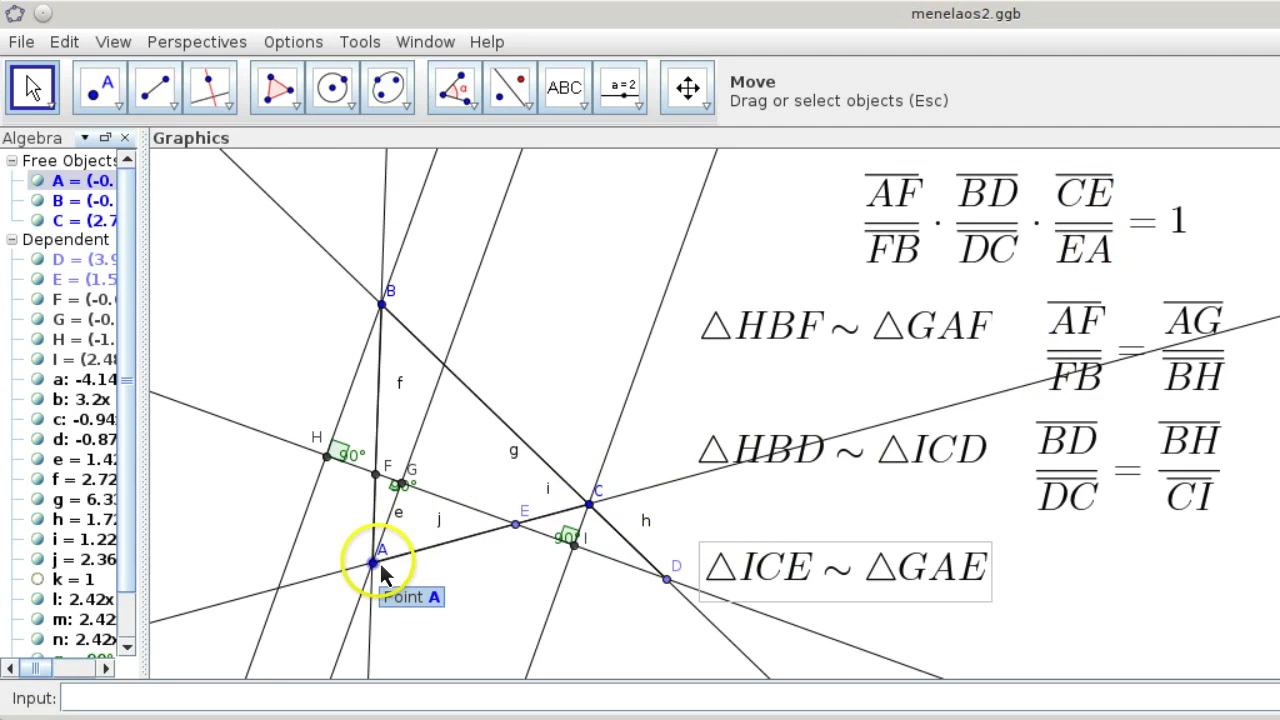 menelaos2.ggb
File Edit View Perspectives Options Tools Window Help
A α ABC a=2
Move
Drag or select objects (Esc)
Algebra
Graphics
Free Objects
A = (-0.
B = (-0.
C = (2.7
Dependent
D = (3.9
E = (1.5
F = (-0.
G = (-0.
H = (-1.
I = (2.48
a: -4.14
b: 3.2x
c: -0.94
d: -0.87
e = 1.42
f = 2.72
g = 6.33
h = 1.72
i = 1.22
j = 2.36
k = 1
l: 2.42x
m: 2.42
n: 2.42x
B
f
g
H
90°
F
G
90°
i
C
e
j
E
h
90°
I
A
D
Point A
AF/FB · BD/DC · CE/EA = 1
△HBF ~ △GAF
AF/FB = AG/BH
△HBD ~ △ICD
BD/DC = BH/CI
△ICE ~ △GAE
Input: